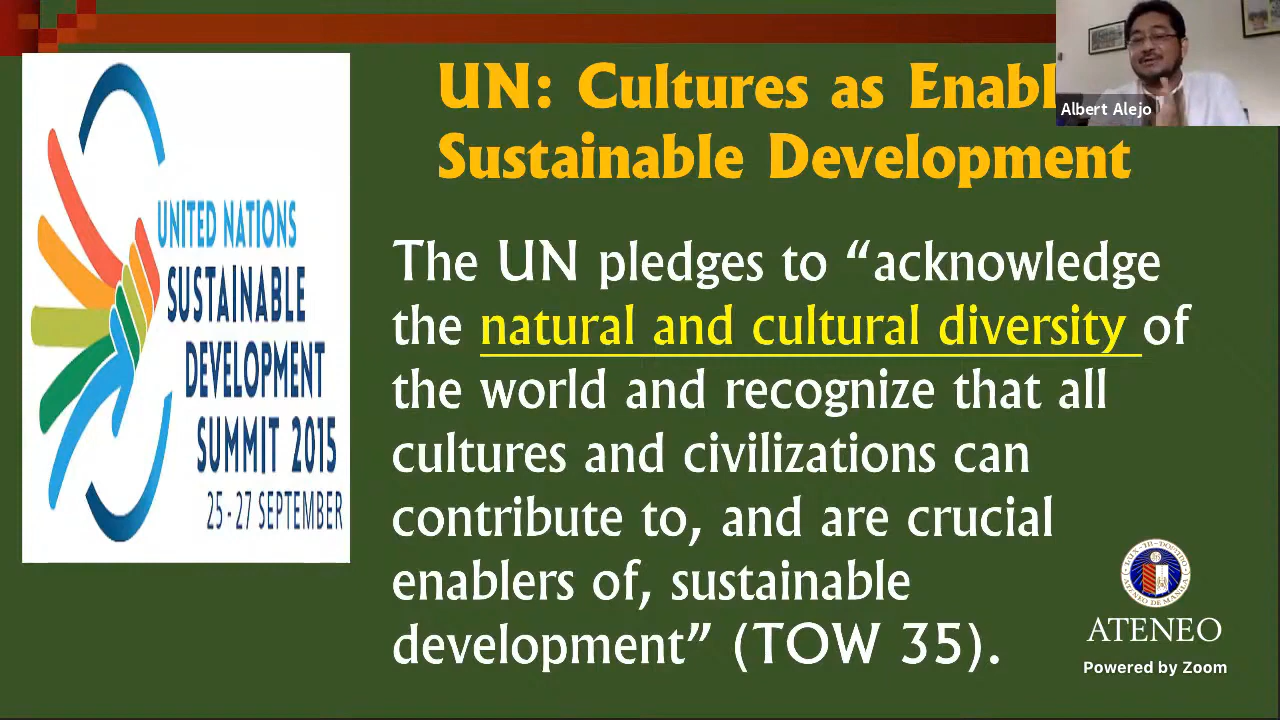 UN: Cultures as Enabl
Sustainable Development
Albert Alejo
UNITED NATIONS
SUSTAINABLE
DEVELOPMENT
SUMMIT 2015
25-27 SEPTEMBER
The UN pledges to “acknowledge
the natural and cultural diversity of
the world and recognize that all
cultures and civilizations can
contribute to, and are crucial
enablers of, sustainable
development” (TOW 35).
ATENEO
Powered by Zoom